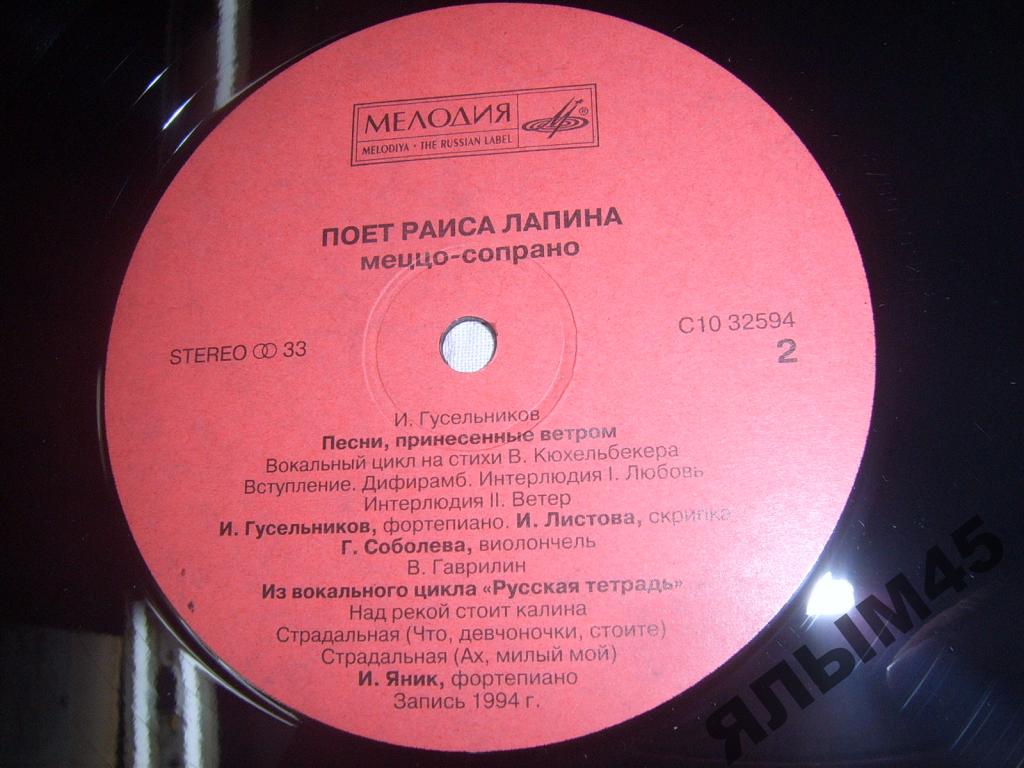 МЕЛОДИЯ
MELODIYA · THE RUSSIAN LABEL ®
ПОЕТ РАИСА ЛАПИНА
меццо-сопрано
STEREO 33
С10 32594
2
И. Гусельников
Песни, принесенные ветром
Вокальный цикл на стихи В. Кюхельбекера
Вступление. Дифирамб. Интерлюдия I. Любовь
Интерлюдия II. Ветер
И. Гусельников, фортепиано. И. Листова, скрипка
Г. Соболева, виолончель
В. Гаврилин
Из вокального цикла «Русская тетрадь»
Над рекой стоит калина
Страдальная (Что, девчоночки, стоите)
Страдальная (Ах, милый мой)
И. Яник, фортепиано
Запись 1994 г.
ЯЛЫМ45